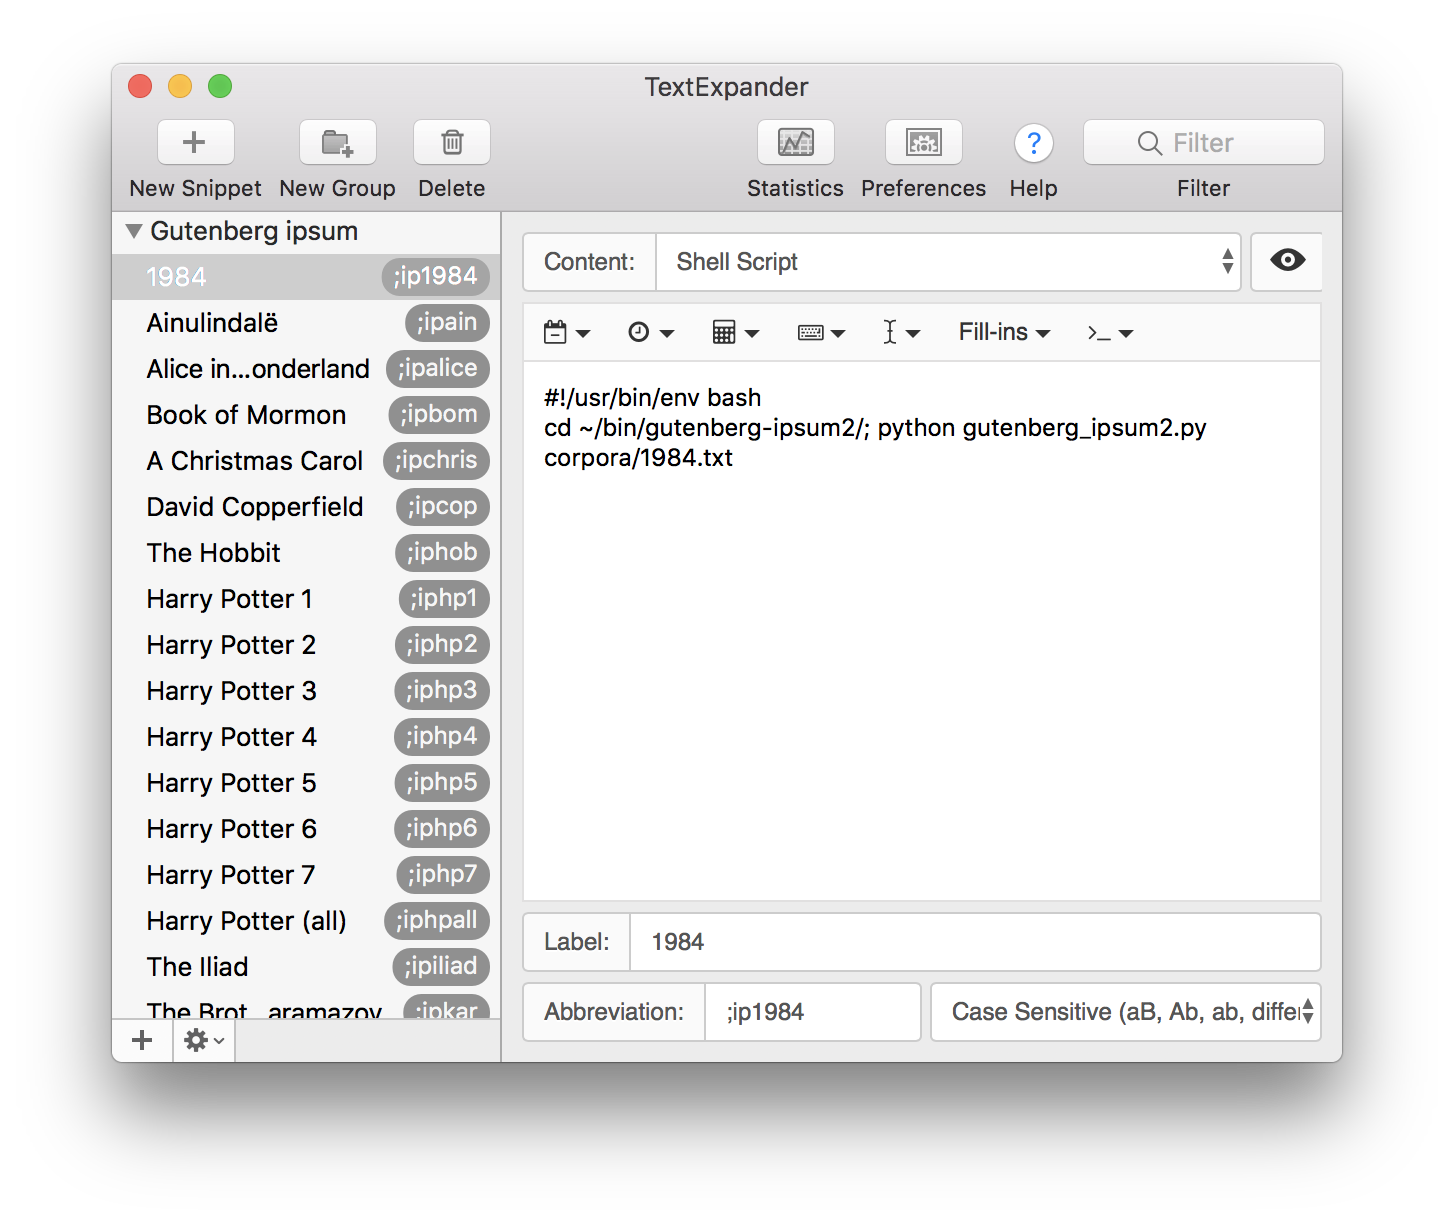 TextExpander
New Snippet
New Group
Delete
Statistics
Preferences
?
Help
Filter
Filter
Gutenberg ipsum
1984 ;ip1984
Ainulindalë ;ipain
Alice in...onderland ;ipalice
Book of Mormon ;ipbom
A Christmas Carol ;ipchris
David Copperfield ;ipcop
The Hobbit ;iphob
Harry Potter 1 ;iphp1
Harry Potter 2 ;iphp2
Harry Potter 3 ;iphp3
Harry Potter 4 ;iphp4
Harry Potter 5 ;iphp5
Harry Potter 6 ;iphp6
Harry Potter 7 ;iphp7
Harry Potter (all) ;iphpall
The Iliad ;ipiliad
The Brot...aramazov ;ipkar
Content: Shell Script
Fill-ins
#!/usr/bin/env bash
cd ~/bin/gutenberg-ipsum2/; python gutenberg_ipsum2.py
corpora/1984.txt
Label: 1984
Abbreviation: ;ip1984
Case Sensitive (aB, Ab, ab, differ